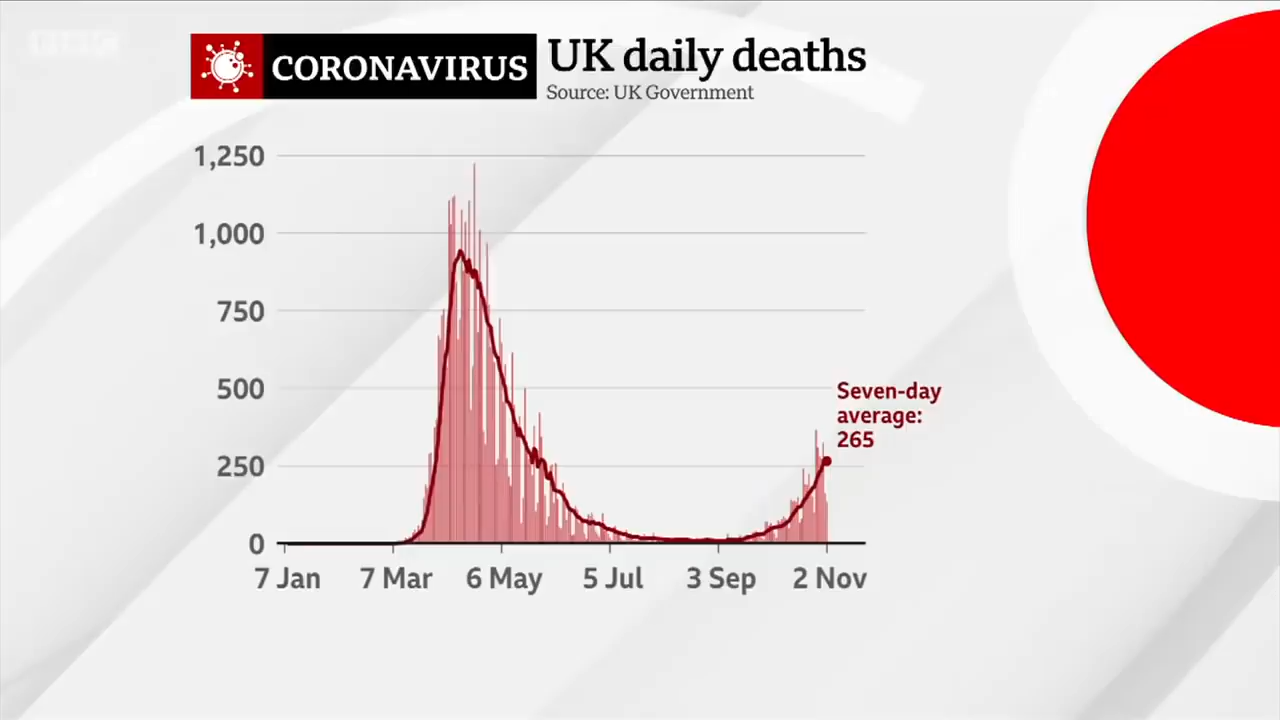 CORONAVIRUS
UK daily deaths
Source: UK Government
1,250
1,000
750
500
250
0
Seven-day
average:
265
7 Jan
7 Mar
6 May
5 Jul
3 Sep
2 Nov